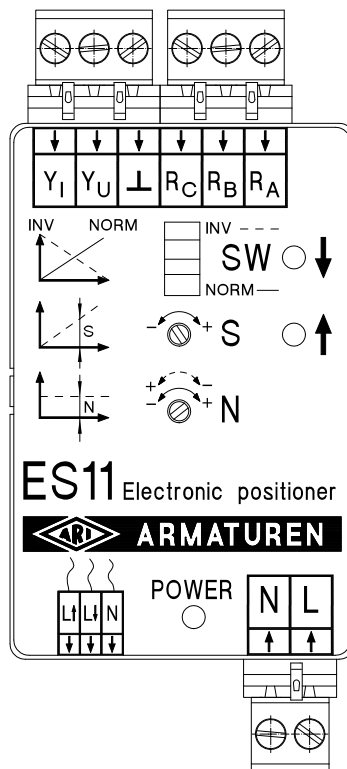 YI YU ⊥ RC RB RA
INV NORM
INV
SW
NORM
S
- + S
+ -
N
- + N
ES11 Electronic positioner
ARI ARMATUREN
POWER
L↑ L↓ N
N L